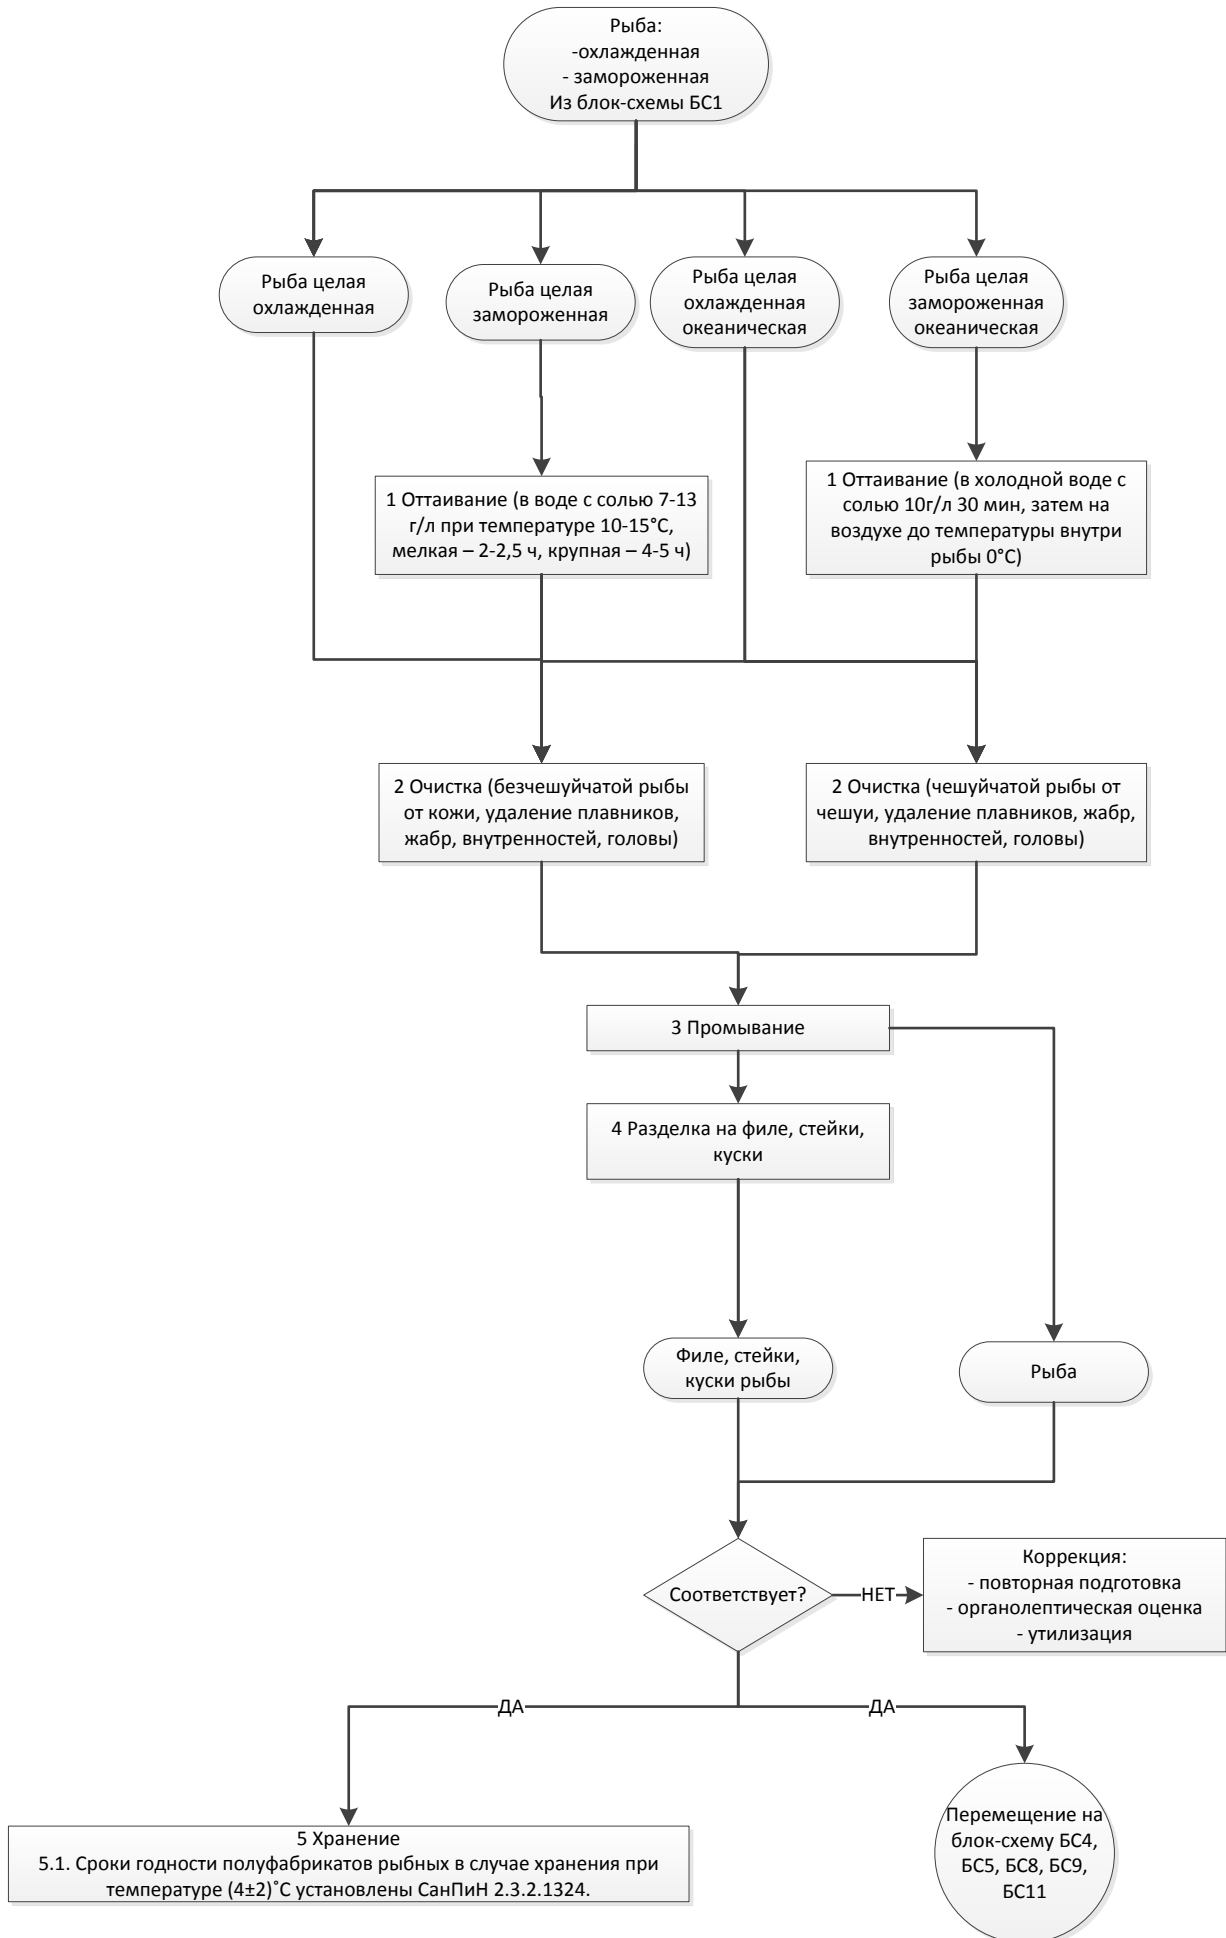 Рыба:
-охлажденная
- замороженная
Из блок-схемы БС1
Рыба целая
охлажденная
Рыба целая
замороженная
Рыба целая
охлажденная
океаническая
Рыба целая
замороженная
океаническая
1 Оттаивание (в воде с солью 7-13
г/л при температуре 10-15°С,
мелкая – 2-2,5 ч, крупная – 4-5 ч)
1 Оттаивание (в холодной воде с
солью 10г/л 30 мин, затем на
воздухе до температуры внутри
рыбы 0°С)
2 Очистка (безчешуйчатой рыбы
от кожи, удаление плавников,
жабр, внутренностей, головы)
2 Очистка (чешуйчатой рыбы от
чешуи, удаление плавников, жабр,
внутренностей, головы)
3 Промывание
4 Разделка на филе, стейки,
куски
Филе, стейки,
куски рыбы
Рыба
Соответствует?
НЕТ
Коррекция:
- повторная подготовка
- органолептическая оценка
- утилизация
ДА
ДА
5 Хранение
5.1. Сроки годности полуфабрикатов рыбных в случае хранения при
температуре (4±2)˚С установлены СанПиН 2.3.2.1324.
Перемещение на
блок-схему БС4,
БС5, БС8, БС9,
БС11